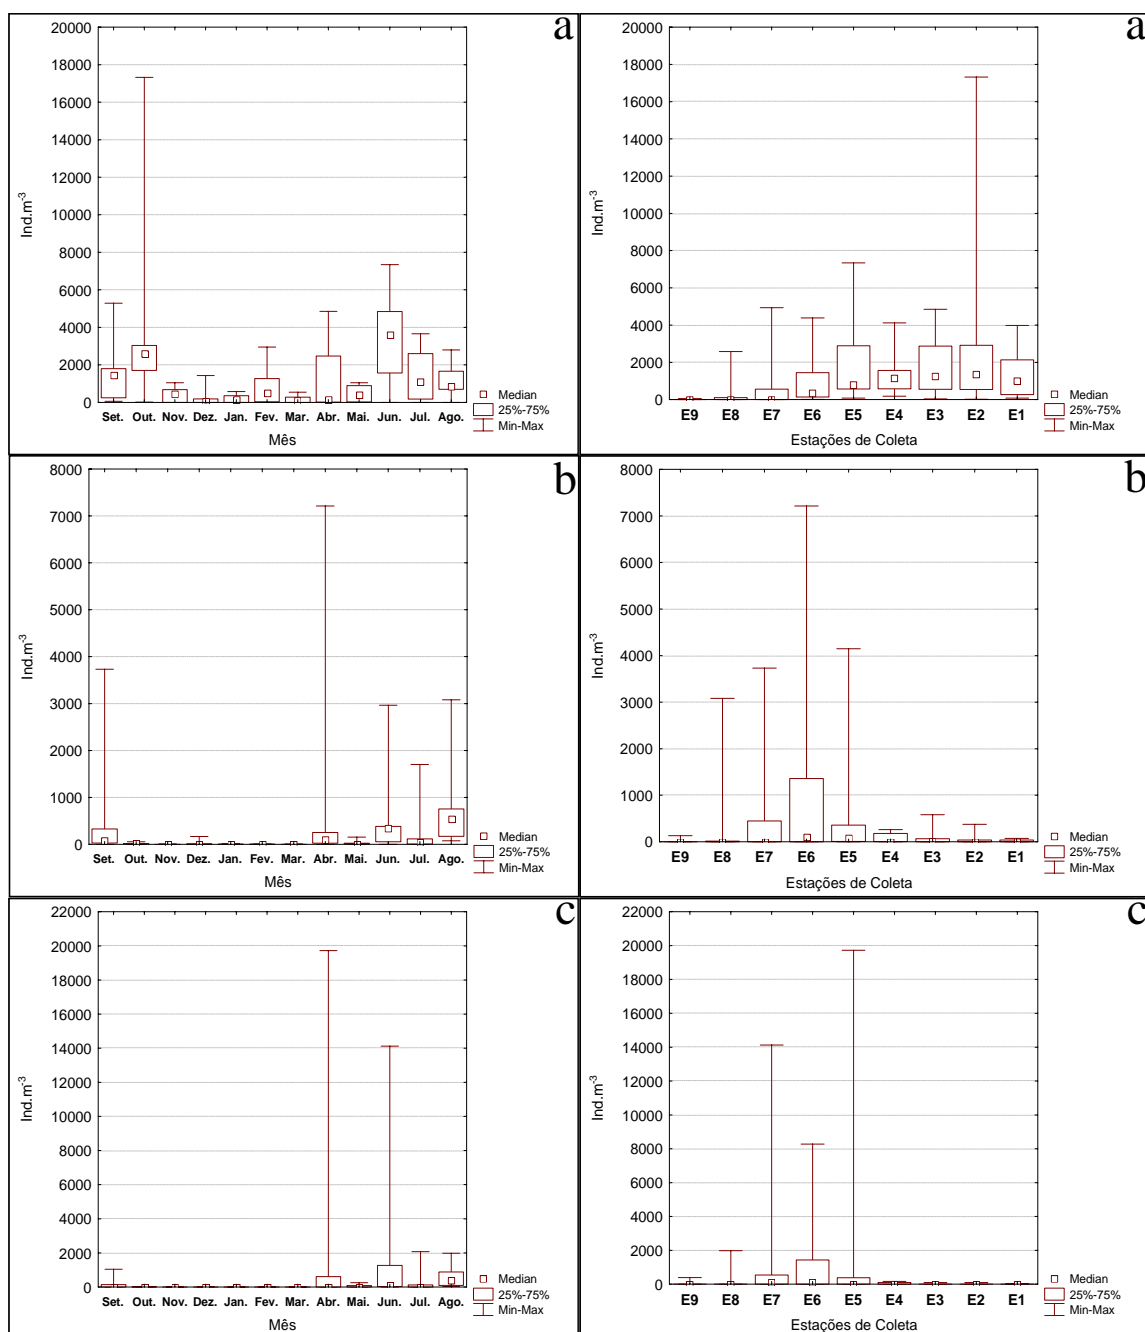 a
20000
18000
16000
14000
12000
10000
8000
6000
4000
2000
0
Ind.m-3
Set. Out. Nov. Dez. Jan. Fev. Mar. Abr. Mai. Jun. Jul. Ago.
Mês
Median
25%-75%
Min-Max
a
20000
18000
16000
14000
12000
10000
8000
6000
4000
2000
0
Ind.m-3
E9 E8 E7 E6 E5 E4 E3 E2 E1
Estações de Coleta
Median
25%-75%
Min-Max
b
8000
7000
6000
5000
4000
3000
2000
1000
0
Ind.m-3
Set. Out. Nov. Dez. Jan. Fev. Mar. Abr. Mai. Jun. Jul. Ago.
Mês
Median
25%-75%
Min-Max
b
8000
7000
6000
5000
4000
3000
2000
1000
0
Ind.m-3
E9 E8 E7 E6 E5 E4 E3 E2 E1
Estações de Coleta
Median
25%-75%
Min-Max
c
22000
20000
18000
16000
14000
12000
10000
8000
6000
4000
2000
0
Ind.m-3
Set. Out. Nov. Dez. Jan. Fev. Mar. Abr. Mai. Jun. Jul. Ago.
Mês
Median
25%-75%
Min-Max
c
22000
20000
18000
16000
14000
12000
10000
8000
6000
4000
2000
0
Ind.m-3
E9 E8 E7 E6 E5 E4 E3 E2 E1
Estações de Coleta
Median
25%-75%
Min-Max